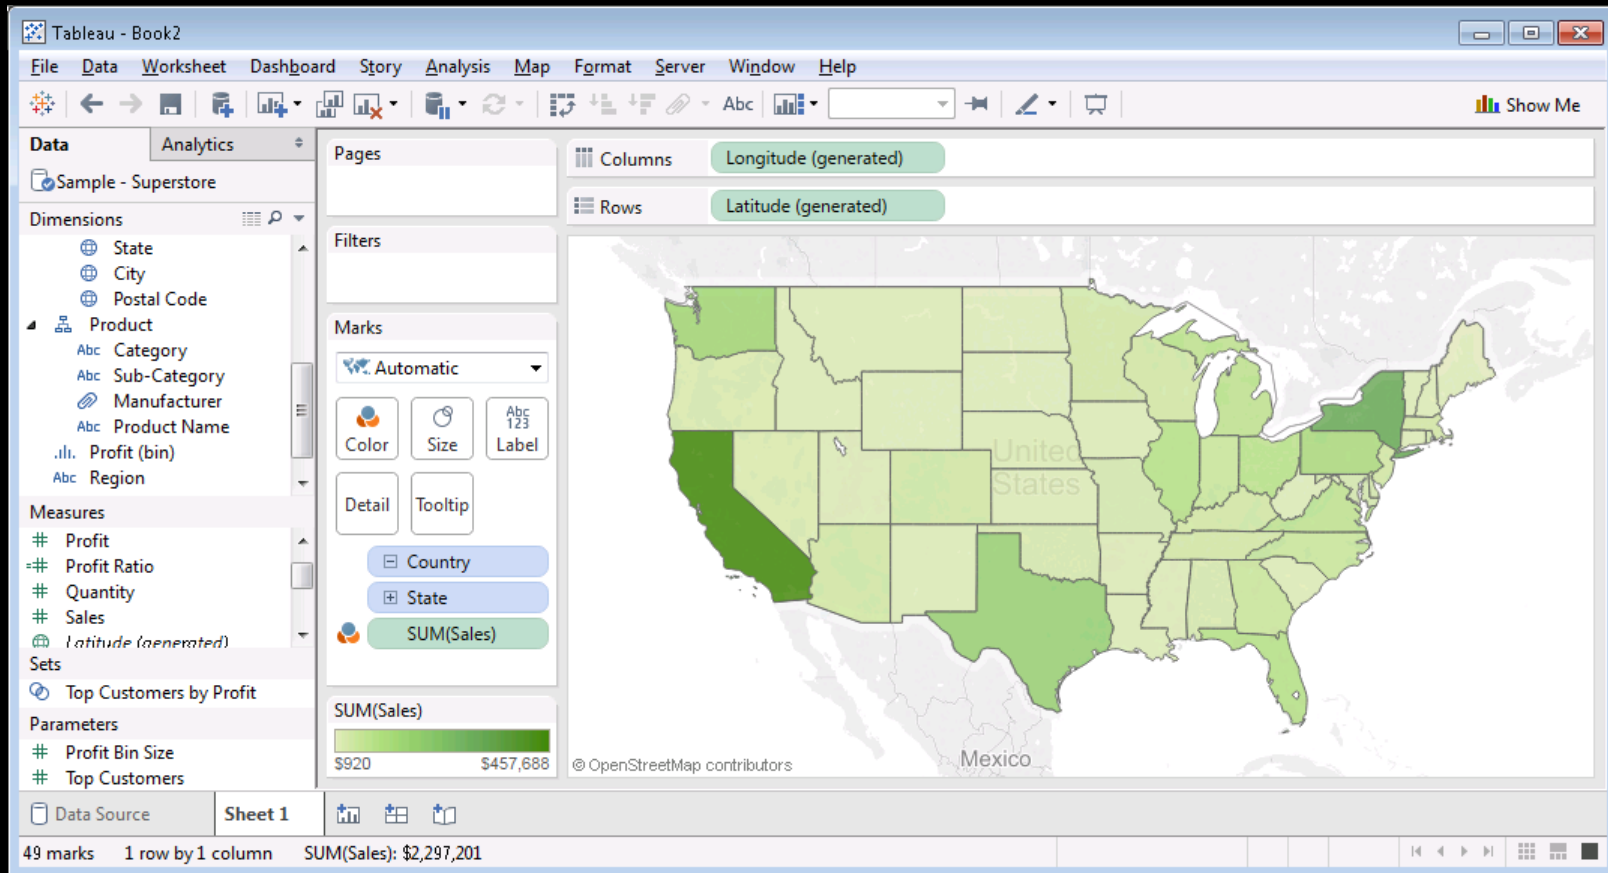 Tableau - Book2
File Data Worksheet Dashboard Story Analysis Map Format Server Window Help
Abc
Show Me
Data
Analytics
Sample - Superstore
Dimensions
State
City
Postal Code
Product
Abc Category
Abc Sub-Category
Manufacturer
Abc Product Name
Profit (bin)
Abc Region
Measures
# Profit
=# Profit Ratio
# Quantity
# Sales
Latitude (generated)
Sets
Top Customers by Profit
Parameters
# Profit Bin Size
# Top Customers
Pages
Filters
Marks
Automatic
Color
Size
Abc
123
Label
Detail
Tooltip
Country
State
SUM(Sales)
SUM(Sales)
$920 $457,688
Columns Longitude (generated)
Rows Latitude (generated)
United
States
Mexico
© OpenStreetMap contributors
Data Source
Sheet 1
49 marks 1 row by 1 column SUM(Sales): $2,297,201